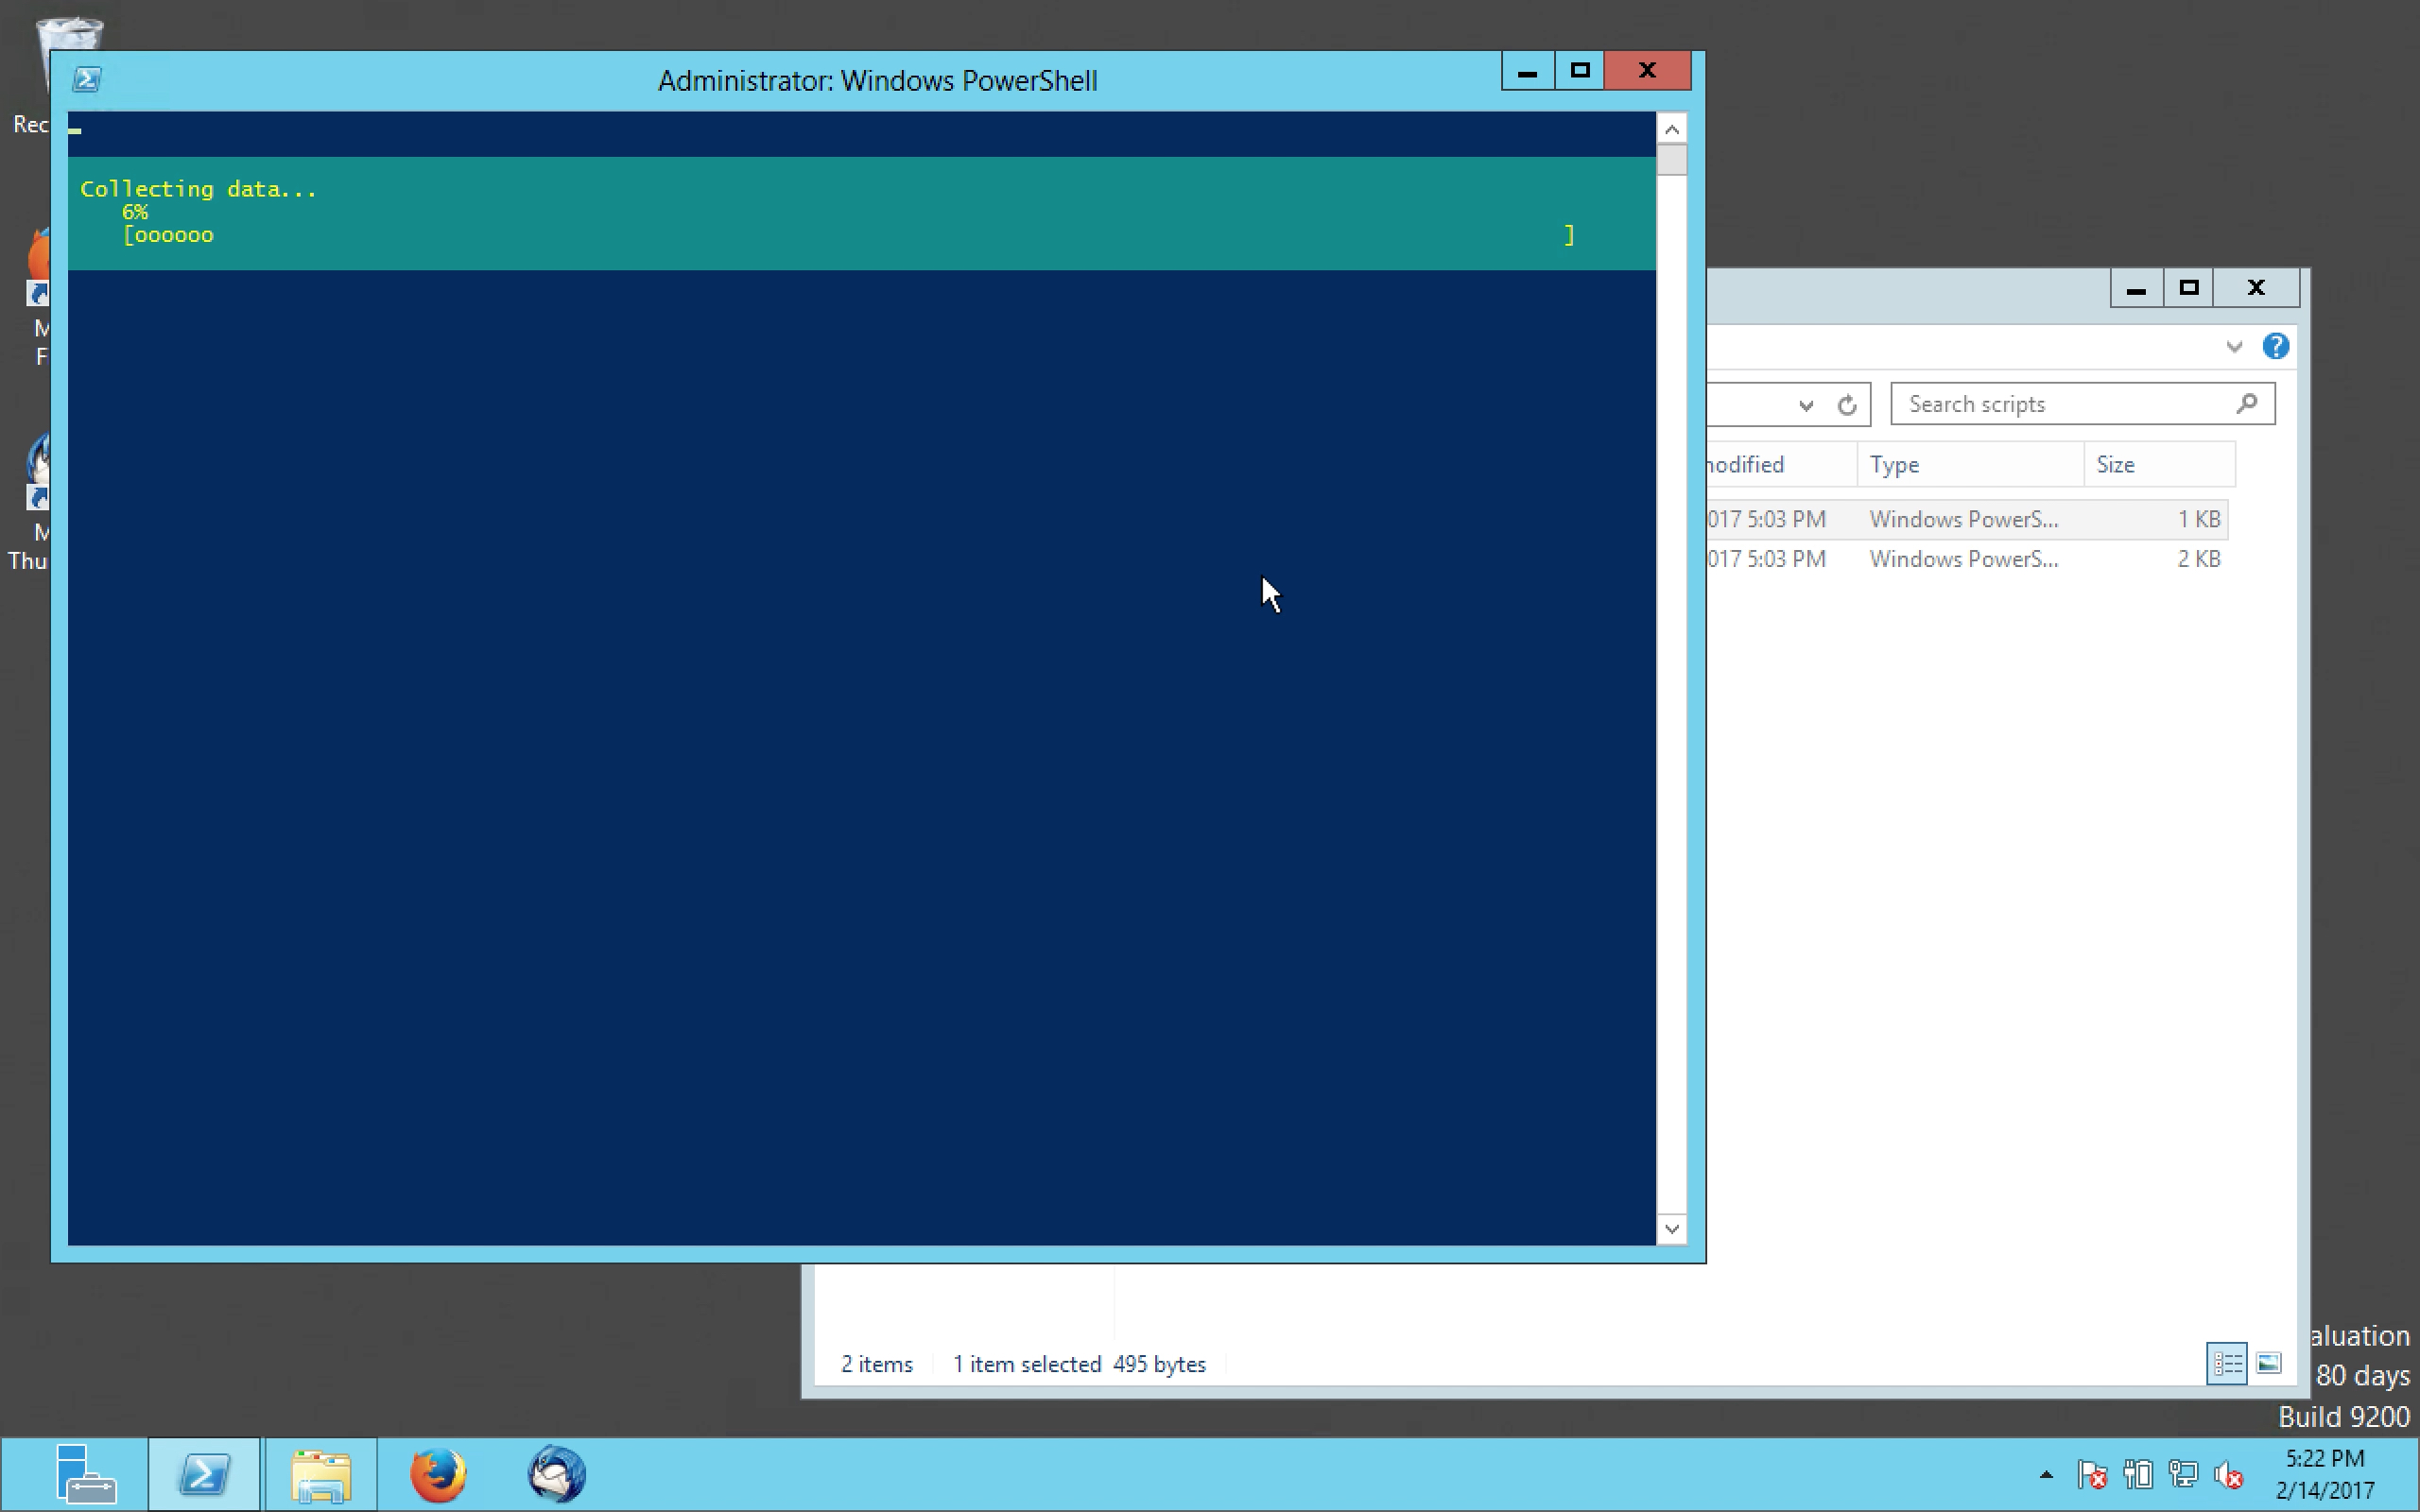 Administrator: Windows PowerShell
Rec
Collecting data...
6%
[oooooo ]
M
F
Search scripts
modified Type Size
017 5:03 PM Windows PowerS... 1 KB
017 5:03 PM Windows PowerS... 2 KB
M
Thu
2 items 1 item selected 495 bytes
aluation
80 days
Build 9200
5:22 PM
2/14/2017